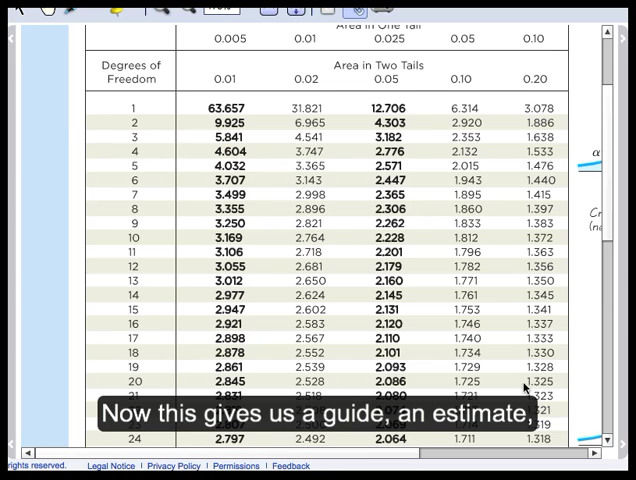 Area in One Tail
0.005 0.01 0.025 0.05 0.10
Degrees of Area in Two Tails
Freedom 0.01 0.02 0.05 0.10 0.20
1 63.657 31.821 12.706 6.314 3.078
2 9.925 6.965 4.303 2.920 1.886
3 5.841 4.541 3.182 2.353 1.638
4 4.604 3.747 2.776 2.132 1.533
5 4.032 3.365 2.571 2.015 1.476
6 3.707 3.143 2.447 1.943 1.440
7 3.499 2.998 2.365 1.895 1.415
8 3.355 2.896 2.306 1.860 1.397
9 3.250 2.821 2.262 1.833 1.383
10 3.169 2.764 2.228 1.812 1.372
11 3.106 2.718 2.201 1.796 1.363
12 3.055 2.681 2.179 1.782 1.356
13 3.012 2.650 2.160 1.771 1.350
14 2.977 2.624 2.145 1.761 1.345
15 2.947 2.602 2.131 1.753 1.341
16 2.921 2.583 2.120 1.746 1.337
17 2.898 2.567 2.110 1.740 1.333
18 2.878 2.552 2.101 1.734 1.330
19 2.861 2.539 2.093 1.729 1.328
20 2.845 2.528 2.086 1.725 1.325
Now this gives us a guide, an estimate,
24 2.797 2.492 2.064 1.711 1.318
α
rights reserved. Legal Notice | Privacy Policy | Permissions | Feedback